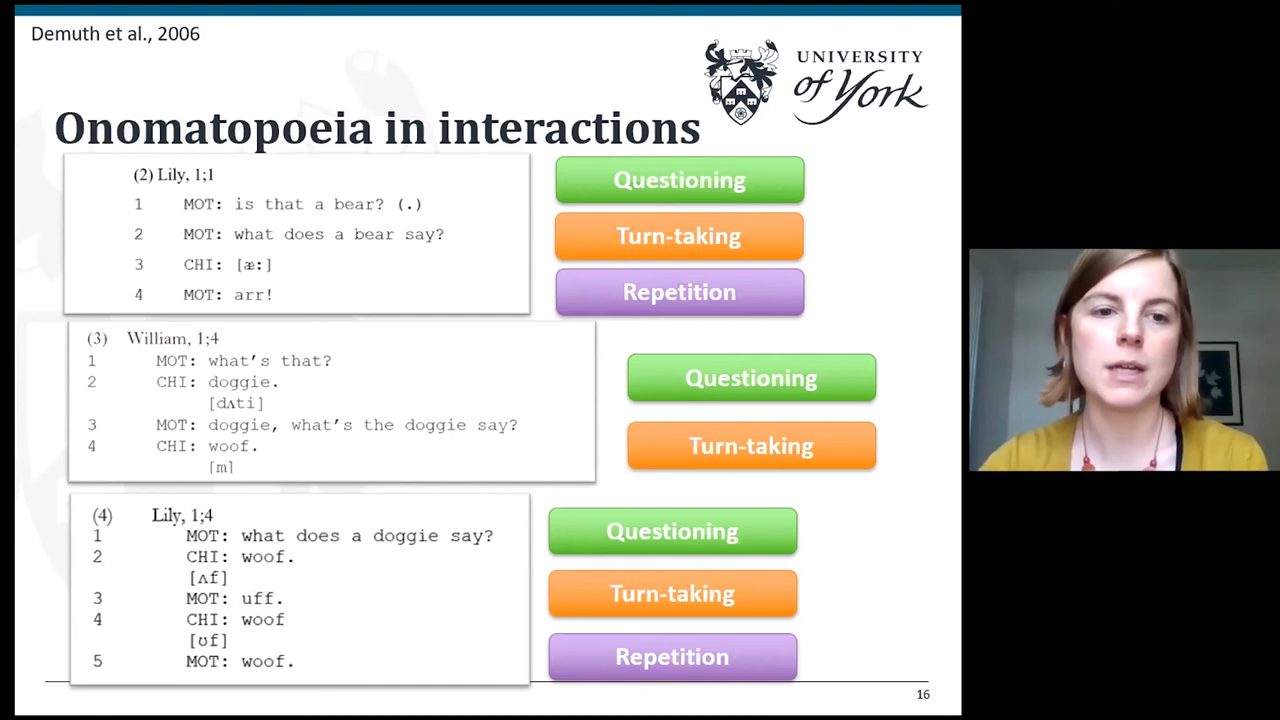 Demuth et al., 2006
UNIVERSITY
of York
Onomatopoeia in interactions
(2) Lily, 1;1
1 MOT: is that a bear? (.)
2 MOT: what does a bear say?
3 CHI: [æ:]
4 MOT: arr!
Questioning
Turn-taking
Repetition
(3) William, 1;4
1 MOT: what's that?
2 CHI: doggie.
[dʌti]
3 MOT: doggie, what's the doggie say?
4 CHI: woof.
[m]
Questioning
Turn-taking
(4) Lily, 1;4
1 MOT: what does a doggie say?
2 CHI: woof.
[ʌf]
3 MOT: uff.
4 CHI: woof
[ʊf]
5 MOT: woof.
Questioning
Turn-taking
Repetition
16